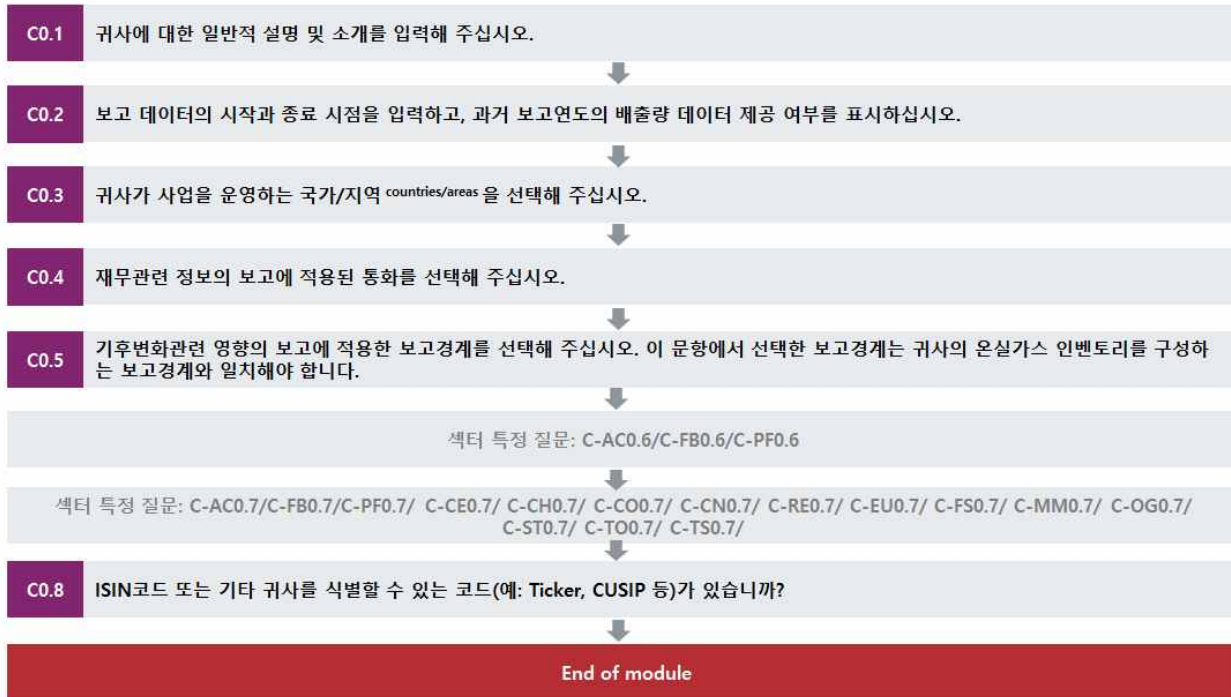 C0.1 귀사에 대한 일반적 설명 및 소개를 입력해 주십시오.
C0.2 보고 데이터의 시작과 종료 시점을 입력하고, 과거 보고연도의 배출량 데이터 제공 여부를 표시하십시오.
C0.3 귀사가 사업을 운영하는 국가/지역 countries/areas 을 선택해 주십시오.
C0.4 재무관련 정보의 보고에 적용된 통화를 선택해 주십시오.
C0.5 기후변화관련 영향의 보고에 적용한 보고경계를 선택해 주십시오. 이 문항에서 선택한 보고경계는 귀사의 온실가스 인벤토리를 구성하
는 보고경계와 일치해야 합니다.
섹터 특정 질문: C-AC0.6/C-FB0.6/C-PF0.6
섹터 특정 질문: C-AC0.7/C-FB0.7/C-PF0.7/ C-CE0.7/ C-CH0.7/ C-CO0.7/ C-CN0.7/ C-RE0.7/ C-EU0.7/ C-FS0.7/ C-MM0.7/ C-OG0.7/
C-ST0.7/ C-TO0.7/ C-TS0.7/
C0.8 ISIN코드 또는 기타 귀사를 식별할 수 있는 코드(예: Ticker, CUSIP 등)가 있습니까?
End of module